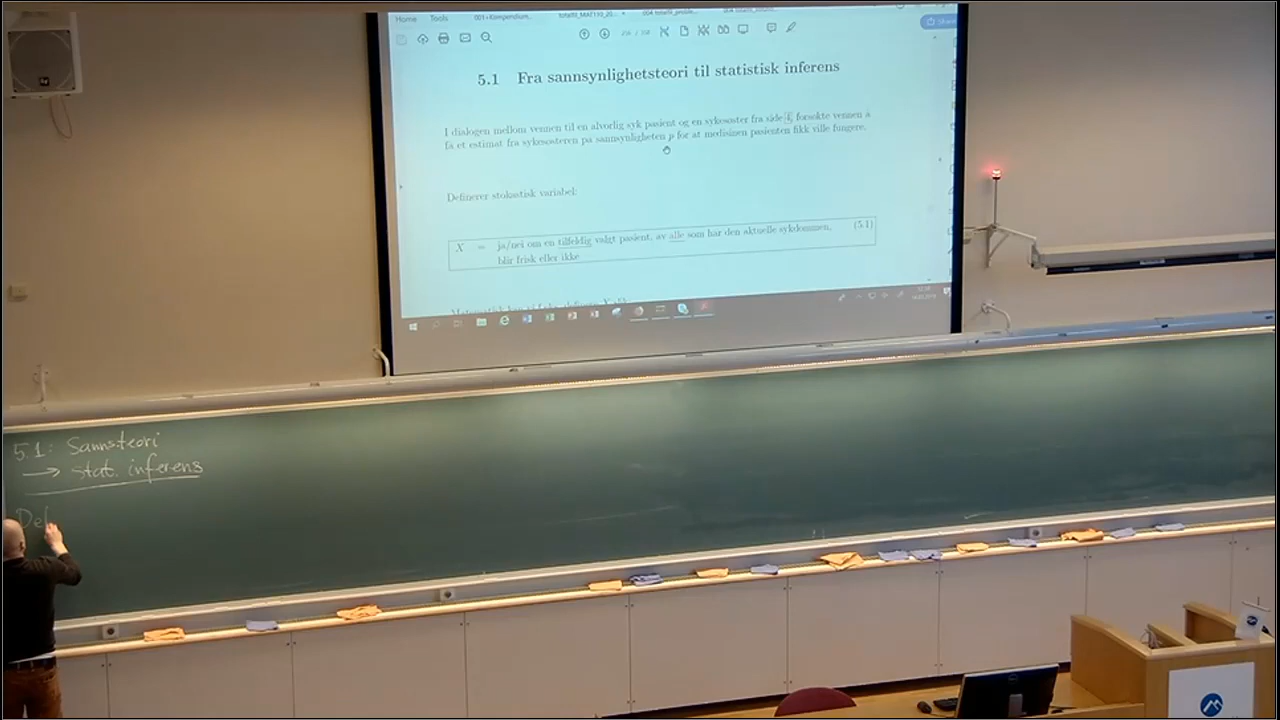 Home Tools
5.1 Fra sannsynlighetsteori til statistisk inferens
I dialogen mellom vennen til en alvorlig syk pasient og en sykesøster fra side forsøkte vennen å
få et estimat fra sykesøsteren på sannsynligheten p for at medisinen pasienten fikk ville fungere.
Definerer stokastisk variabel:
X = ja/nei om en tilfeldig valgt pasient, av alle som har den aktuelle sykdommen, (5.1)
blir frisk eller ikke
5.1: Sannsteori
→ stat. inferens
Def